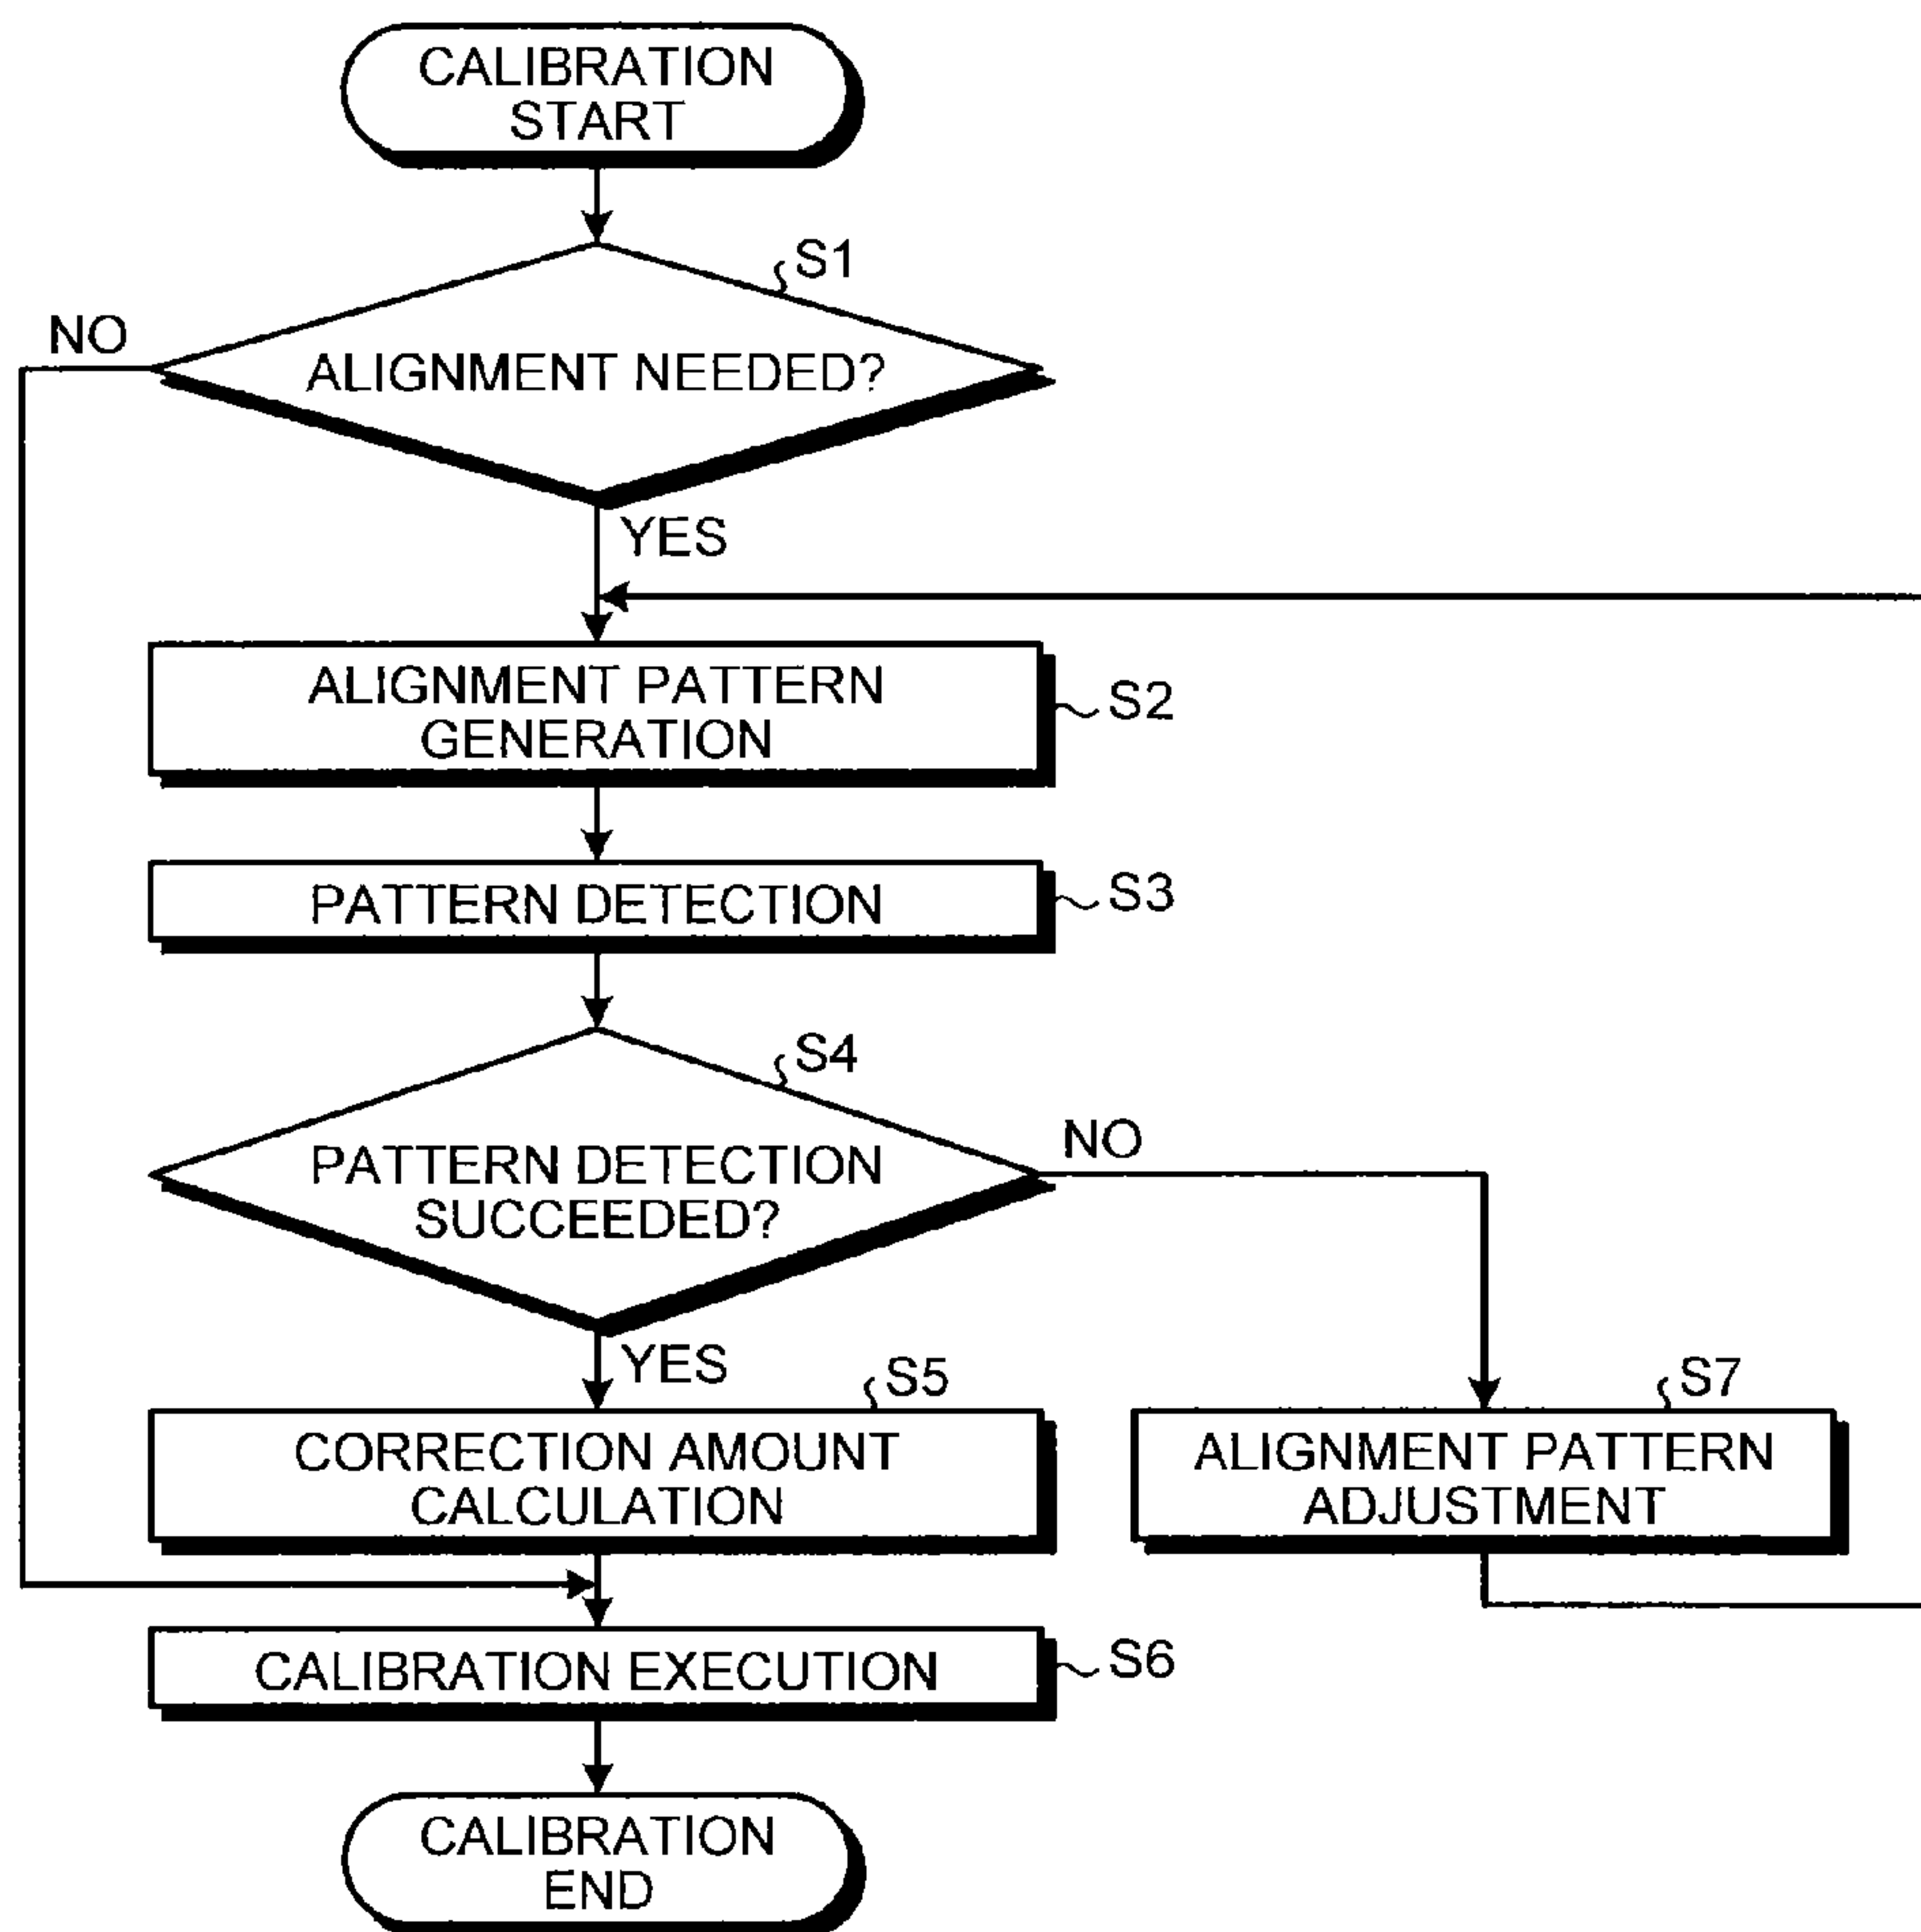 CALIBRATION
START
S1
NO
ALIGNMENT NEEDED?
YES
ALIGNMENT PATTERN
GENERATION
S2
PATTERN DETECTION
S3
S4
NO
PATTERN DETECTION
SUCCEEDED?
YES
S5
S7
CORRECTION AMOUNT
CALCULATION
ALIGNMENT PATTERN
ADJUSTMENT
CALIBRATION EXECUTION
S6
CALIBRATION
END